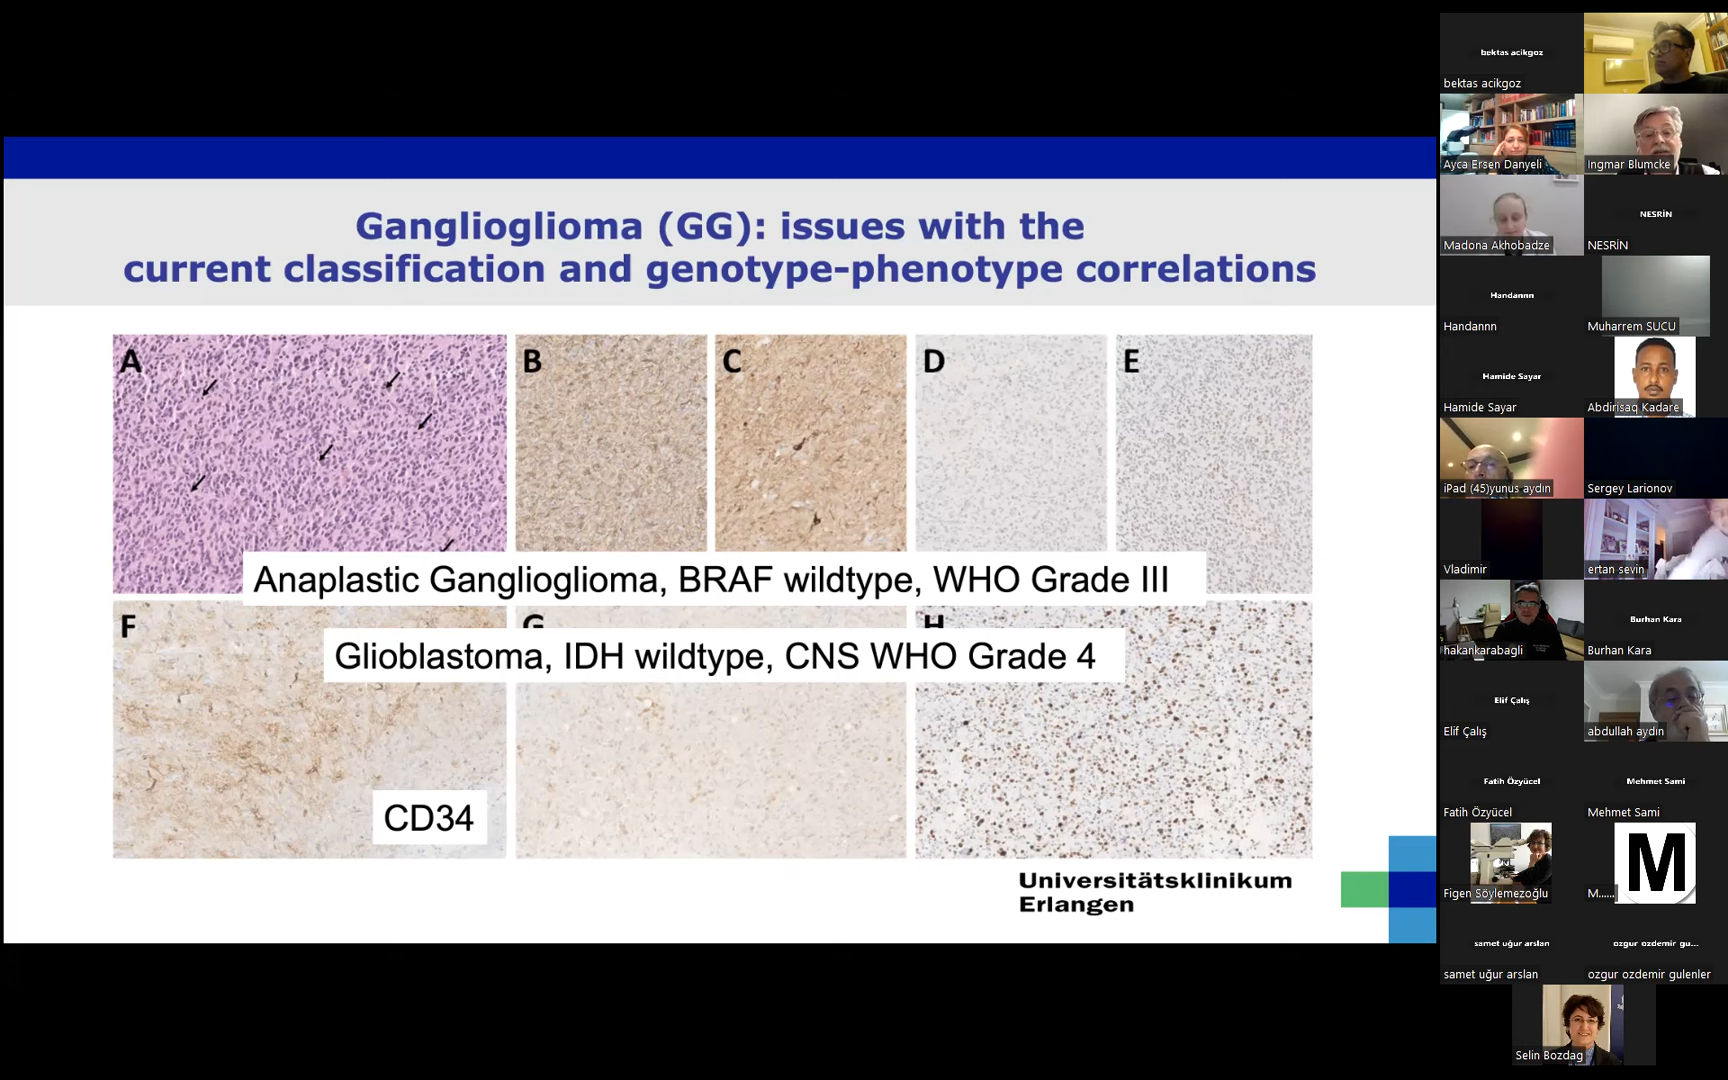 Ganglioglioma (GG): issues with the
current classification and genotype-phenotype correlations
A
B
C
D
E
Anaplastic Ganglioglioma, BRAF wildtype, WHO Grade III
F
G
H
Glioblastoma, IDH wildtype, CNS WHO Grade 4
CD34
Universitätsklinikum
Erlangen
bektas acikgoz
bektas acikgoz
Ayca Ersen Danyeli
Ingmar Blumcke
Madona Akhobadze
NESRİN
NESRİN
Handannn
Handannn
Muharrem SUCU
Hamide Sayar
Hamide Sayar
Abdirisaq Kadare
iPad (45)yunus aydın
Sergey Larionov
Vladimir
ertan sevin
hakankarabagli
Burhan Kara
Burhan Kara
Elif Çalış
Elif Çalış
abdullah aydın
Fatih Özyücel
Fatih Özyücel
Mehmet Sami
Mehmet Sami
Figen Söylemezoğlu
M
M......
samet uğur arslan
samet uğur arslan
ozgur ozdemir gu...
ozgur ozdemir gulenler
Selin Bozdag